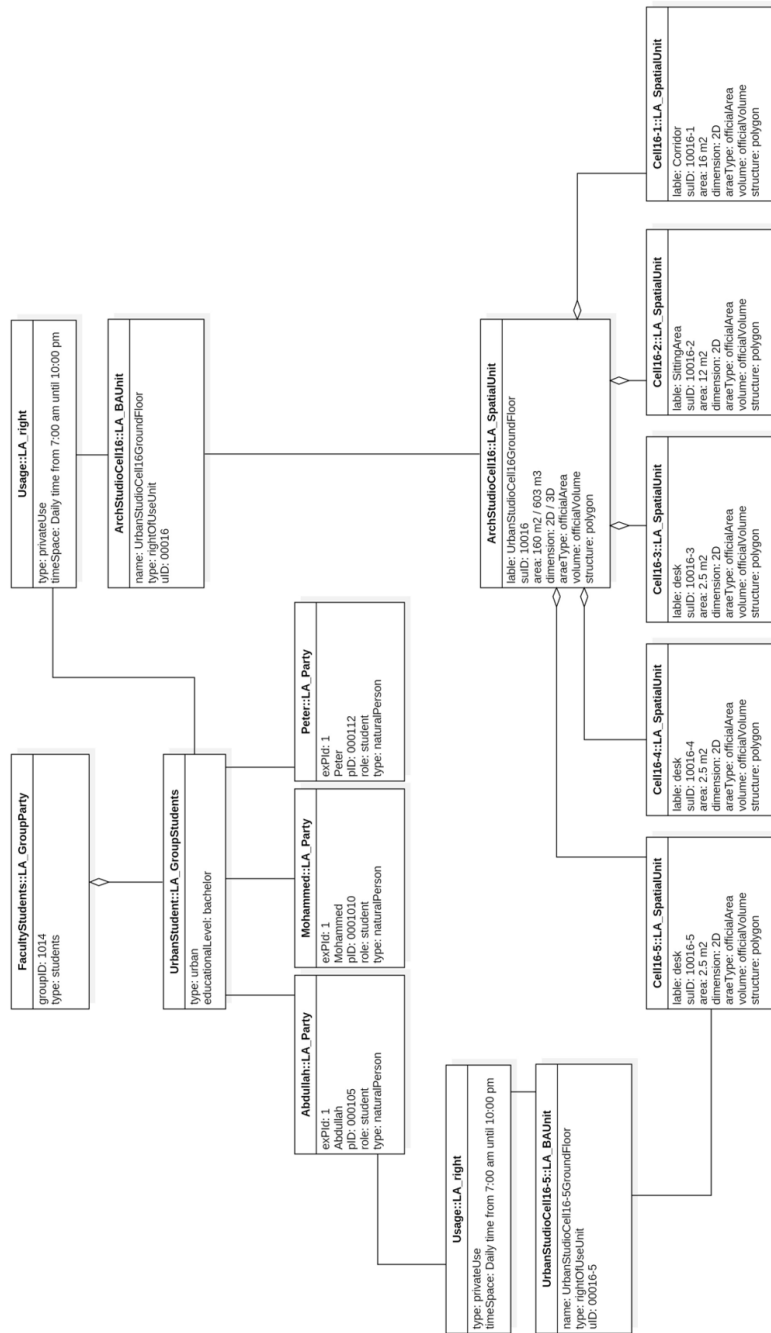 FacultyStudents::LA_GroupParty
groupID: 1014
type: students
Usage::LA_right
type: privateUse
timeSpace: Daily time from 7:00 am until 10:00 pm
ArchStudioCell16::LA_BAUnit
name: UrbanStudioCell16GroundFloor
type: rightOfUseUnit
uID: 00016
UrbanStudent::LA_GroupStudents
type: urban
educationalLevel: bachelor
Abdullah::LA_Party
exPId: 1
Abdullah
pID: 000105
role: student
type: naturalPerson
Mohammed::LA_Party
exPId: 1
Mohammed
pID: 0001010
role: student
type: naturalPerson
Peter::LA_Party
exPId: 1
Peter
pID: 000112
role: student
type: naturalPerson
Usage::LA_right
type: privateUse
timeSpace: Daily time from 7:00 am until 10:00 pm
UrbanStudioCell16-5::LA_BAUnit
name: UrbanStudioCell16-5GroundFloor
type: rightOfUseUnit
uID: 00016-5
ArchStudioCell16::LA_SpatialUnit
lable: UrbanStudioCell16GroundFloor
suID: 10016
area: 160 m2 / 603 m3
dimension: 2D / 3D
araeType: officialArea
volume: officialVolume
structure: polygon
Cell16-5::LA_SpatialUnit
lable: desk
suID: 10016-5
area: 2.5 m2
dimension: 2D
araeType: officialArea
volume: officialVolume
structure: polygon
Cell16-4::LA_SpatialUnit
lable: desk
suID: 10016-4
area: 2.5 m2
dimension: 2D
araeType: officialArea
volume: officialVolume
structure: polygon
Cell16-3::LA_SpatialUnit
lable: desk
suID: 10016-3
area: 2.5 m2
dimension: 2D
araeType: officialArea
volume: officialVolume
structure: polygon
Cell16-2::LA_SpatialUnit
lable: SittingArea
suID: 10016-2
area: 12 m2
dimension: 2D
araeType: officialArea
volume: officialVolume
structure: polygon
Cell16-1::LA_SpatialUnit
lable: Corridor
suID: 10016-1
area: 16 m2
dimension: 2D
araeType: officialArea
volume: officialVolume
structure: polygon